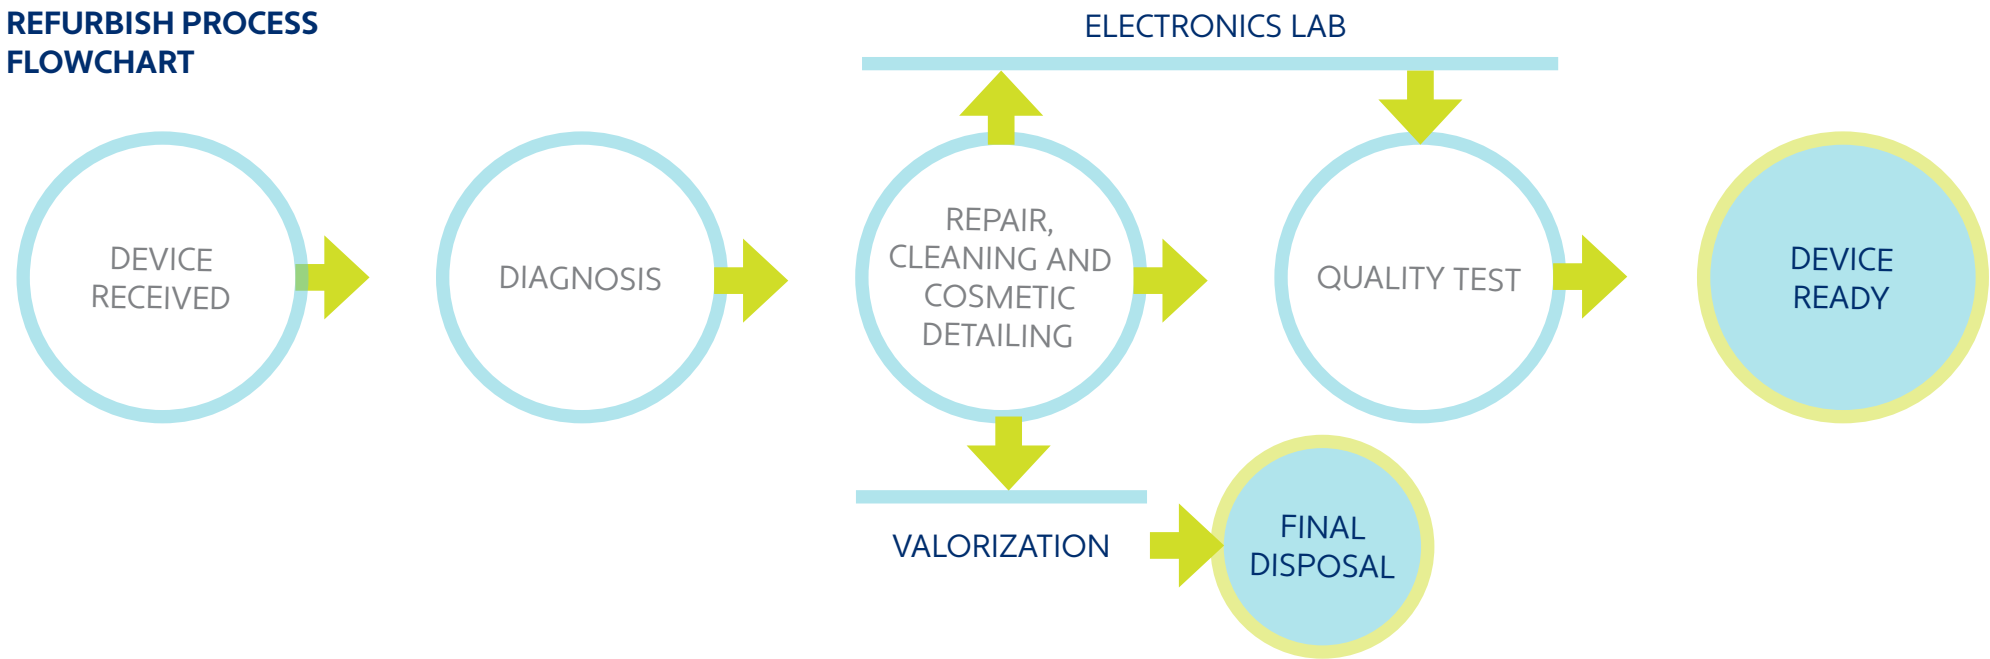 REFURBISH PROCESS
FLOWCHART
ELECTRONICS LAB
DEVICE
RECEIVED
DIAGNOSIS
REPAIR,
CLEANING AND
COSMETIC
DETAILING
QUALITY TEST
DEVICE
READY
VALORIZATION
FINAL
DISPOSAL